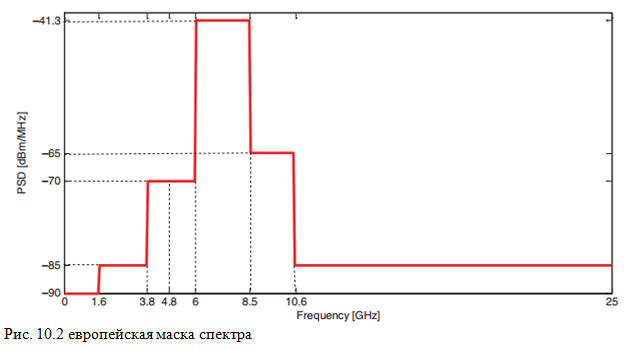 −41.3
−65
−70
−85
−90
PSD [dBm/MHz]
0 1.6 3.8 4.8 6 8.5 10.6 25
Frequency [GHz]
Рис. 10.2 европейская маска спектра